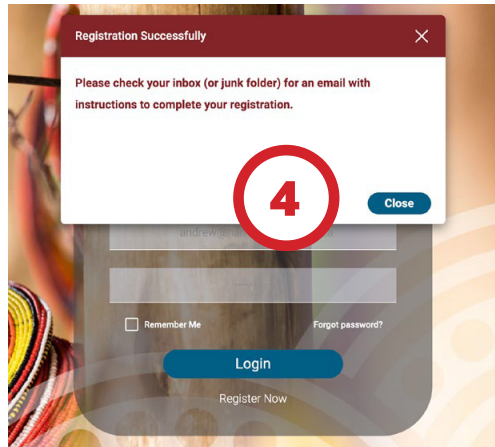 Registration Successfully
Please check your inbox (or junk folder) for an email with
instructions to complete your registration.
4
Close
Remember Me
Forgot password?
Login
Register Now